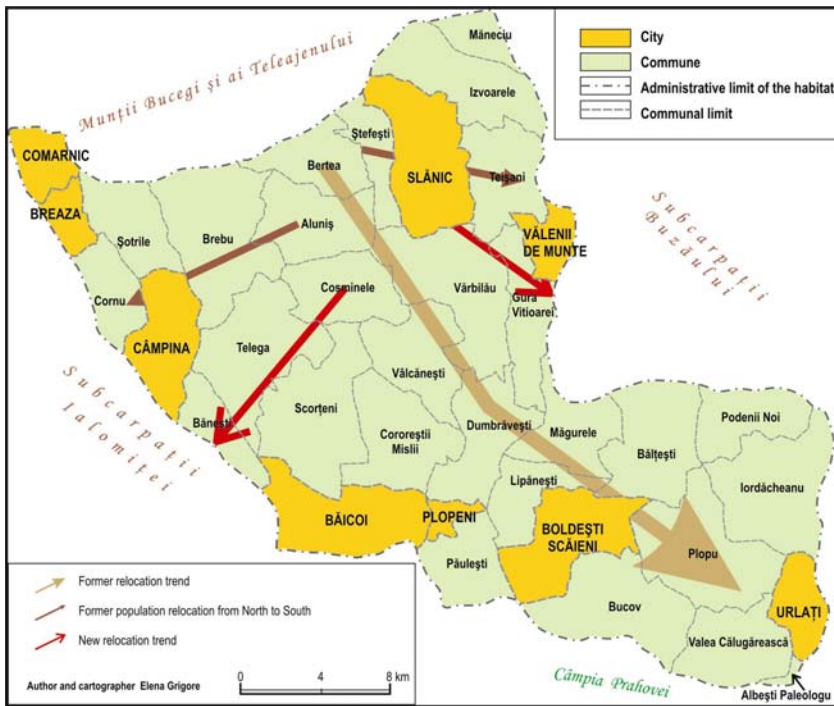 Măneciu
City
Commune
Administrative limit of the habitat
Communal limit
Munții Bucegi și ai Teleajenului
Izvoarele
Ștefești
COMARNIC
Bertea
SLĂNIC
Teișani
BREAZA
Subcarpații
Buzăului
Șotrile
Brebu
Aluniș
VĂLENII
DE MUNTE
Cornu
Cosminele
Vărbilău
Gura
Vitioarei
CÂMPINA
Telega
Vâlcănești
Subcarpații
Ialomiței
Bănești
Scorțeni
Cororeștii
Mislii
Dumbrăvești
Măgurele
Bălțești
Podenii Noi
Lipănești
Iordăcheanu
BĂICOI
PLOPENI
BOLDEȘTI
SCĂIENI
Plopu
Păulești
Bucov
URLAȚI
Valea Călugărească
Câmpia Prahovei
Albești Paleologu
Former relocation trend
Former population relocation from North to South
New relocation trend
Author and cartographer Elena Grigore
0 4 8 km